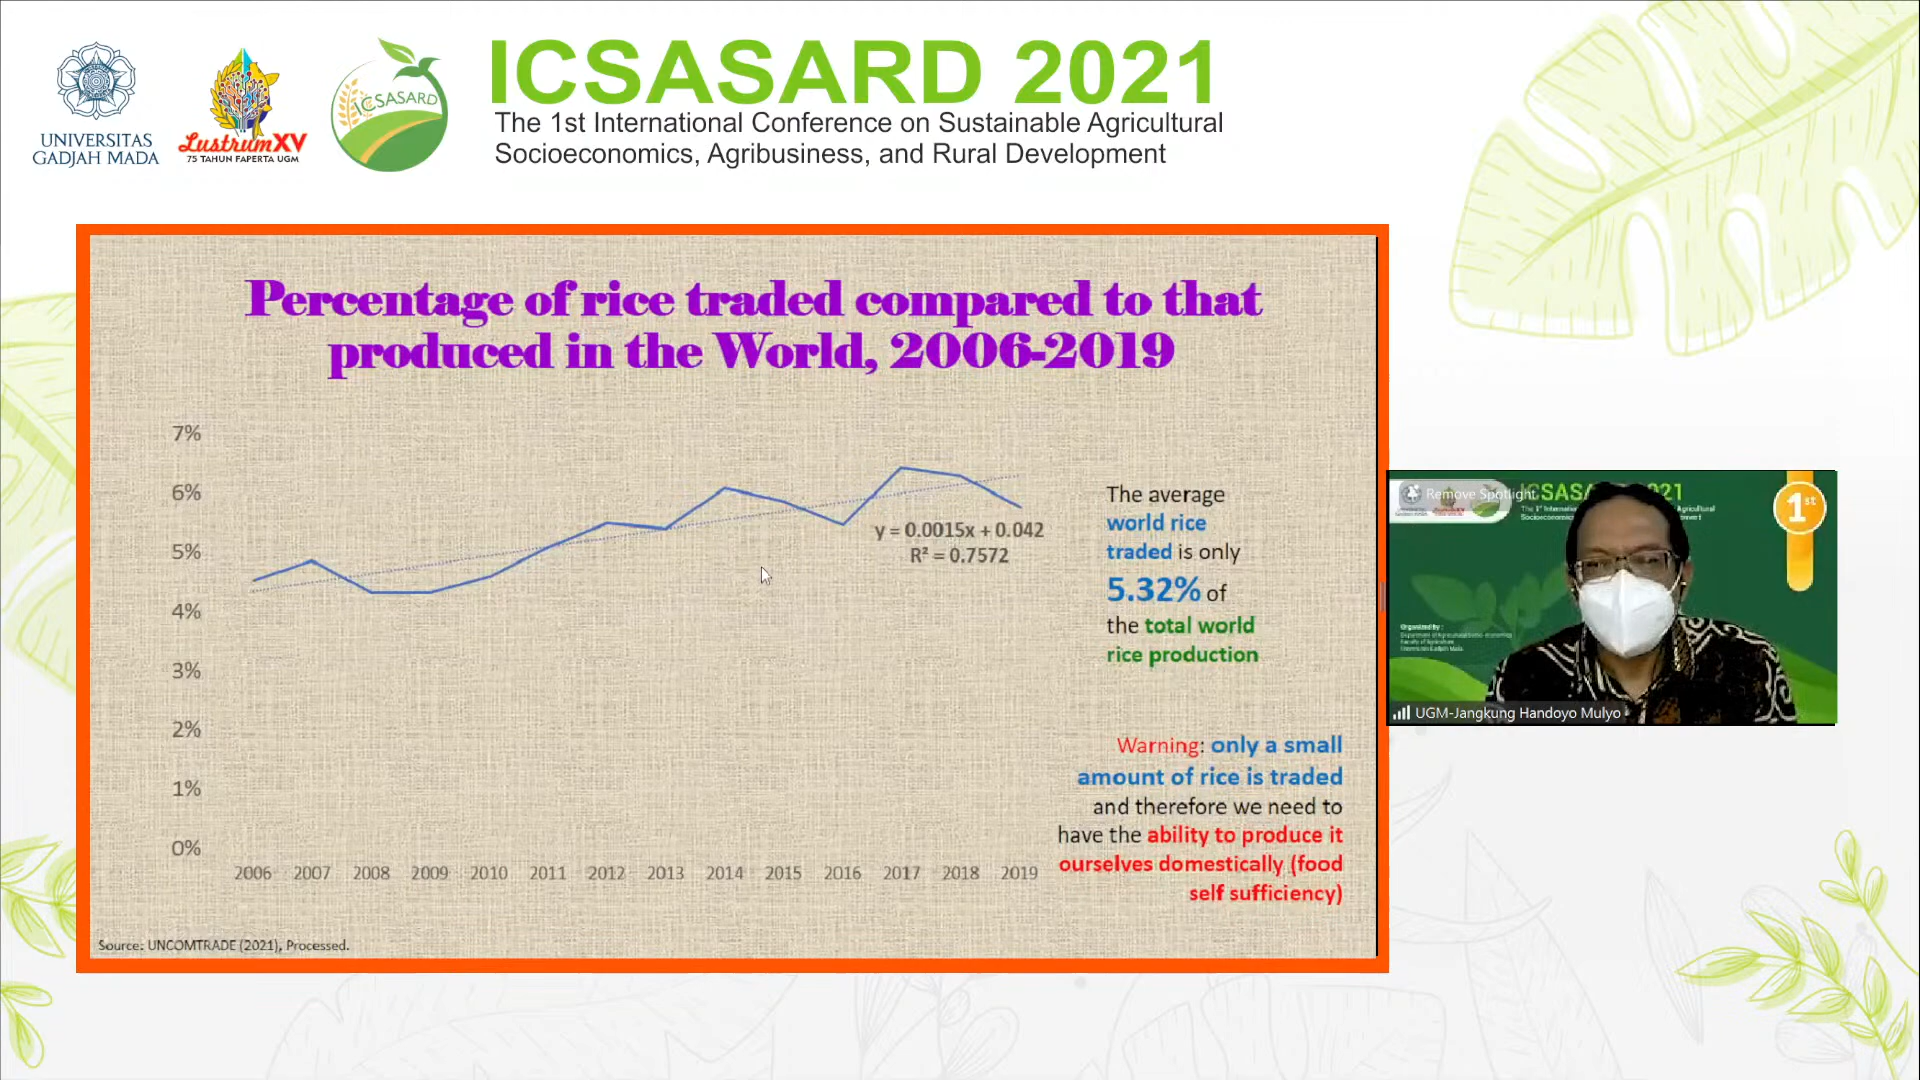 UNIVERSITAS
GADJAH MADA
LustrumXV
75 TAHUN FAPERTA UGM
ICSASARD
ICSASARD 2021
The 1st International Conference on Sustainable Agricultural
Socioeconomics, Agribusiness, and Rural Development
Percentage of rice traded compared to that
produced in the World, 2006-2019
7%
6%
5%
4%
3%
2%
1%
0%
2006 2007 2008 2009 2010 2011 2012 2013 2014 2015 2016 2017 2018 2019
y = 0.0015x + 0.042
R² = 0.7572
The average
world rice
traded is only
5.32% of
the total world
rice production
Warning: only a small
amount of rice is traded
and therefore we need to
have the ability to produce it
ourselves domestically (food
self sufficiency)
Source: UNCOMTRADE (2021), Processed.
Remove Spotlight
1st
Organized by :
UGM-Jangkung Handoyo Mulyo